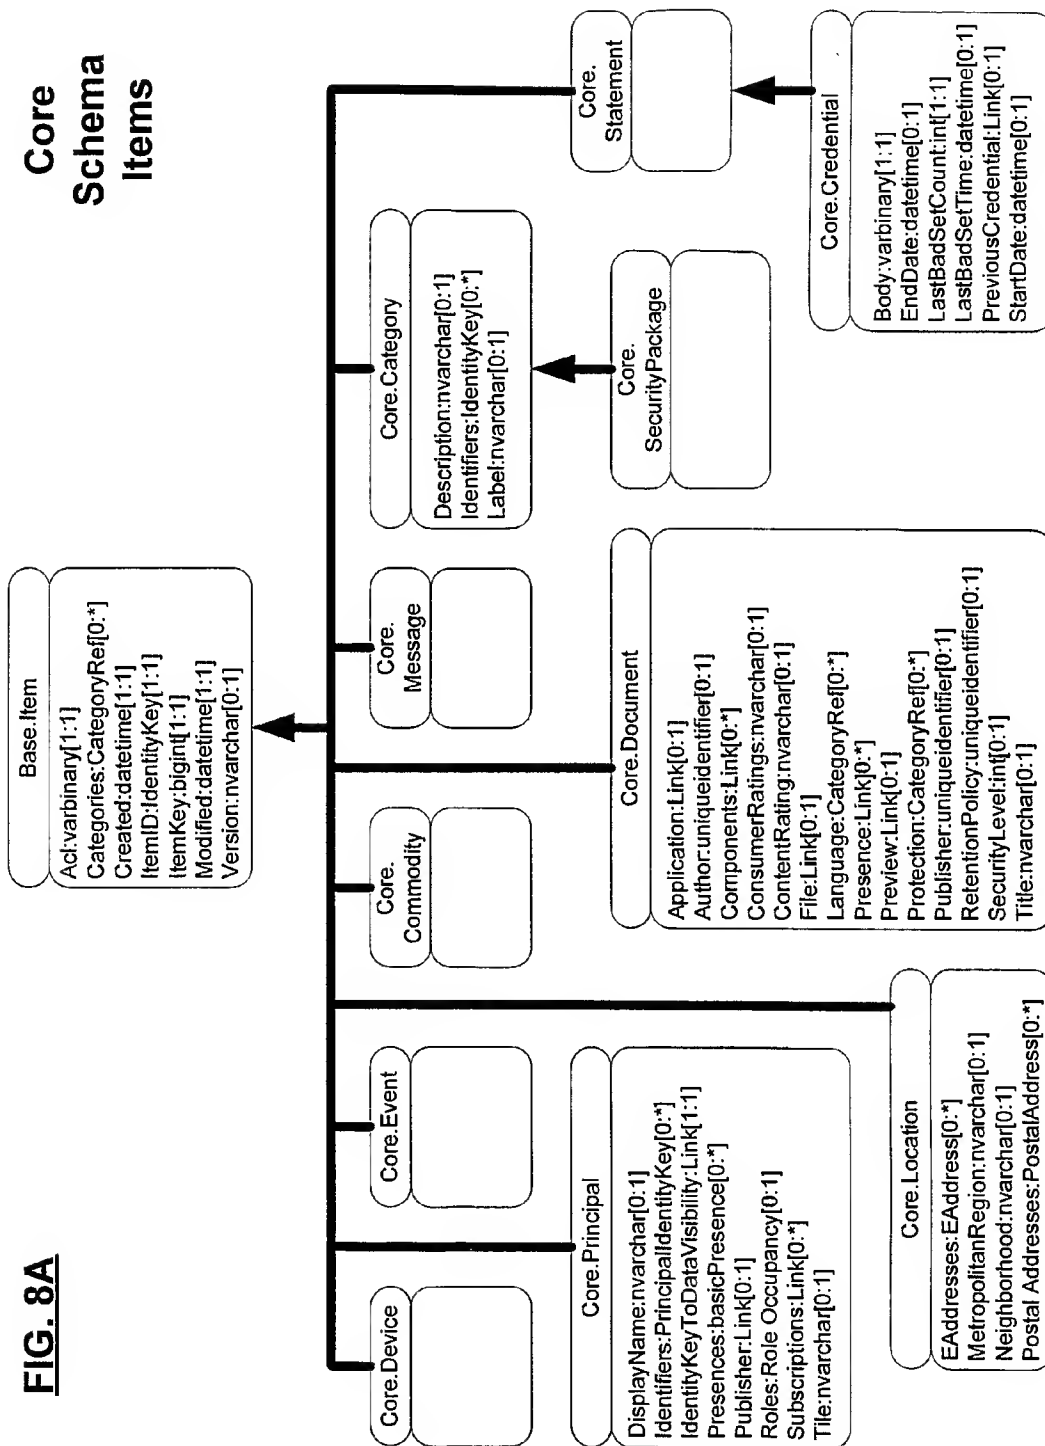 FIG. 8A
Core
Schema
Items
Base.Item
Acl:varbinary[1:1]
Categories:CategoryRef[0:*]
Created:datetime[1:1]
ItemID:IdentityKey[1:1]
ItemKey:bigint[1:1]
Modified:datetime[1:1]
Version:nvarchar[0:1]
Core.Device
Core.Event
Core.
Commodity
Core.
Message
Core.Category
Description:nvarchar[0:1]
Identifiers:IdentityKey[0:*]
Label:nvarchar[0:1]
Core.Principal
DisplayName:nvarchar[0:1]
Identifiers:PrincipalIdentityKey[0:*]
IdentityKeyToDataVisibility:Link[1:1]
Presences:basicPresence[0:*]
Publisher:Link[0:1]
Roles:Role Occupancy[0:1]
Subscriptions:Link[0:*]
Tile:nvarchar[0:1]
Core.Document
Application:Link[0:1]
Author:uniqueidentifier[0:1]
Components:Link[0:*]
ConsumerRatings:nvarchar[0:1]
ContentRating:nvarchar[0:1]
File:Link[0:1]
Language:CategoryRef[0:*]
Presence:Link]0:*]
Preview:Link[0:1]
Protection:CategoryRef[0:*]
Publisher:uniqueidentifier[0:1]
RetentionPolicy:uniqueidentifier[0:1]
SecurityLevel:int[0:1]
Title:nvarchar[0:1]
Core.
SecurityPackage
Core.
Statement
Core.Location
EAddresses:EAddress[0:*]
MetropolitanRegion:nvarchar[0:1]
Neighborhood:nvarchar[0:1]
Postal Addresses:PostalAddress[0:*]
Core.Credential
Body:varbinary[1:1]
EndDate:datetime[0:1]
LastBadSetCount:int[1:1]
LastBadSetTime:datetime[0:1]
PreviousCredential:Link[0:1]
StartDate:datetime[0:1]